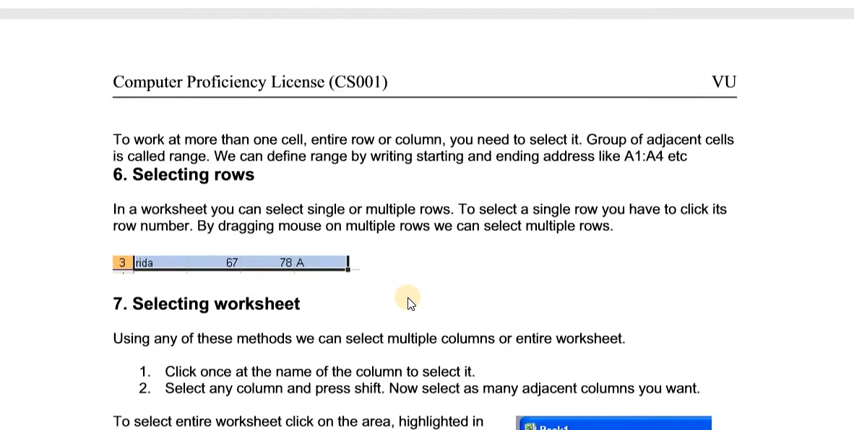 Computer Proficiency License (CS001) VU
To work at more than one cell, entire row or column, you need to select it. Group of adjacent cells
is called range. We can define range by writing starting and ending address like A1:A4 etc
6. Selecting rows
In a worksheet you can select single or multiple rows. To select a single row you have to click its
row number. By dragging mouse on multiple rows we can select multiple rows.
3 rida 67 78 A
7. Selecting worksheet
Using any of these methods we can select multiple columns or entire worksheet.
1. Click once at the name of the column to select it.
2. Select any column and press shift. Now select as many adjacent columns you want.
To select entire worksheet click on the area, highlighted in